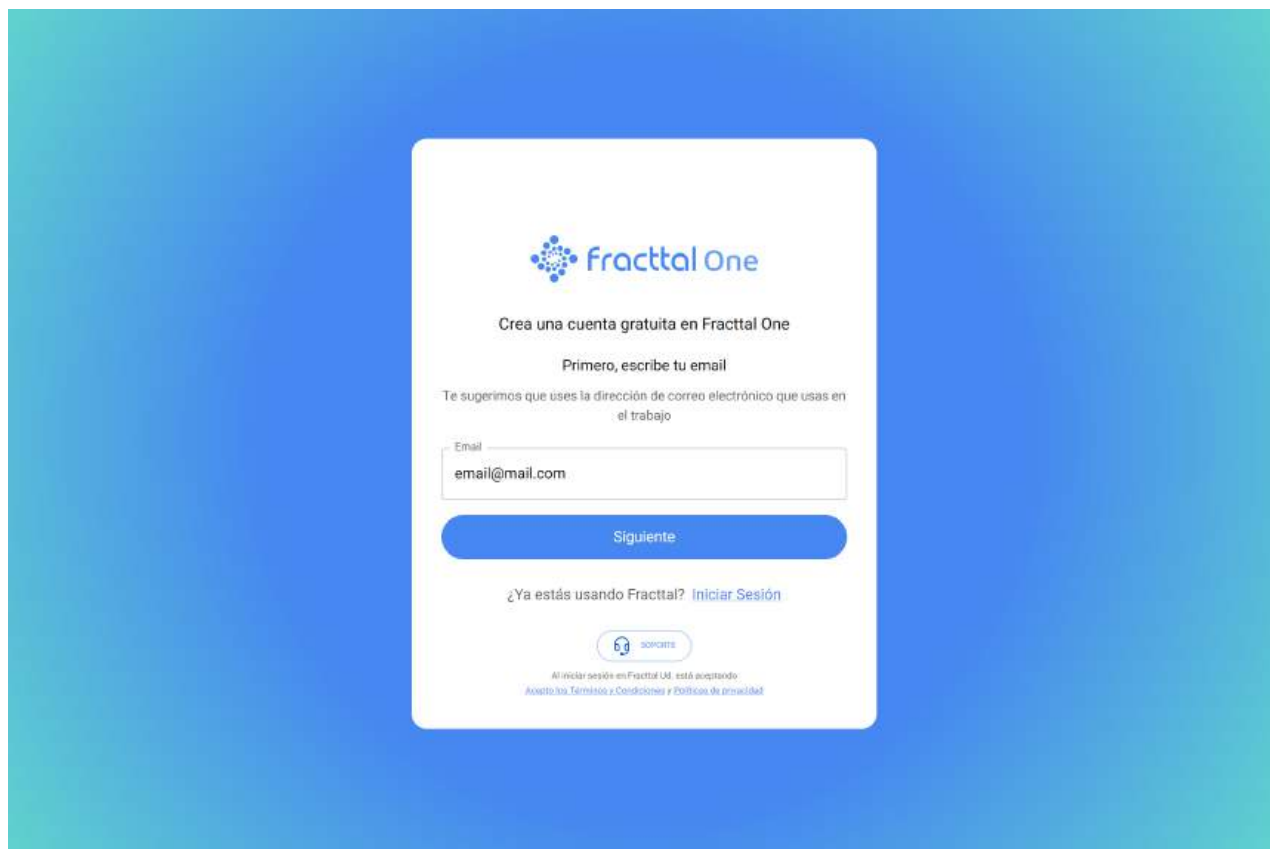 fracttal One
Crea una cuenta gratuita en Fracttal One
Primero, escribe tu email
Te sugerimos que uses la dirección de correo electrónico que usas en
el trabajo
Email
email@mail.com
Siguiente
¿Ya estás usando Fracttal? Iniciar Sesión
SOPORTE
Al iniciar sesión en Fracttal Ud. está aceptando
Acepto los Términos y Condiciones y Políticas de privacidad